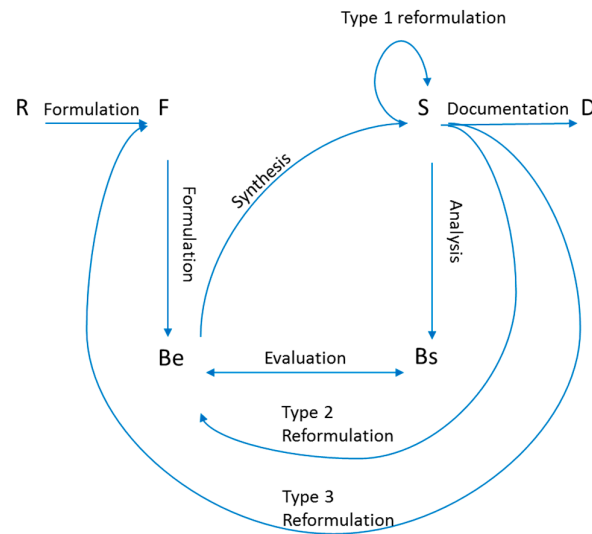 Type 1 reformulation
R Formulation F
S Documentation D
Synthesis
Formulation
Analysis
Be Evaluation Bs
Type 2
Reformulation
Type 3
Reformulation